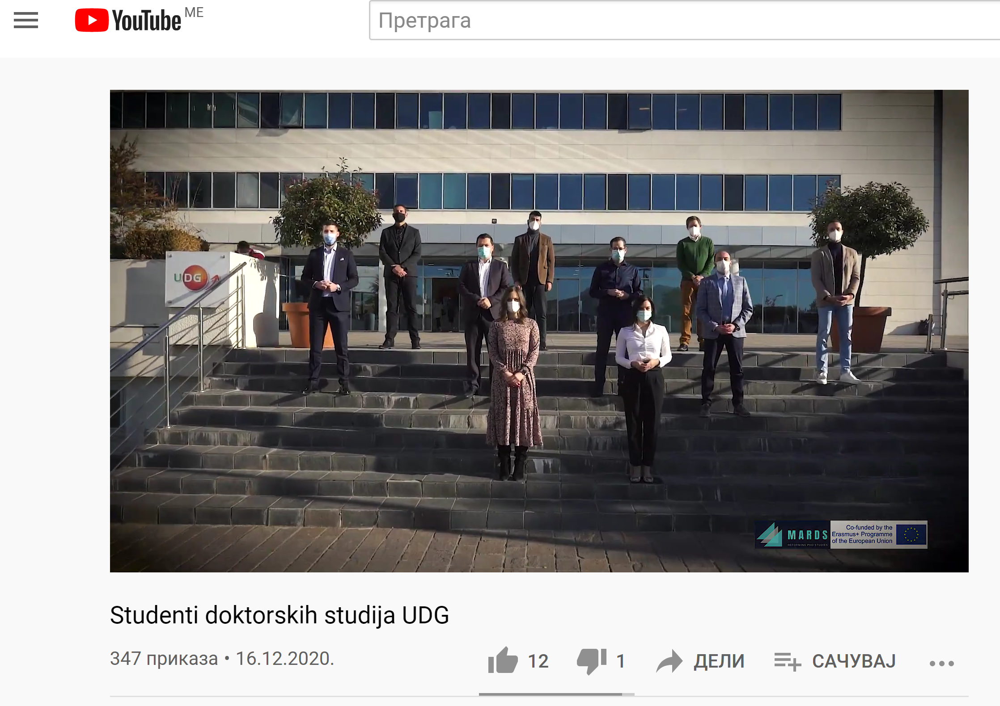 YouTube ME
Претрага
UDG
MARDS
REFORMING PHD STUDIES
Co-funded by the
Erasmus+ Programme
of the European Union
Studenti doktorskih studija UDG
347 приказа • 16.12.2020.
12
1
ДЕЛИ
САЧУВАЈ